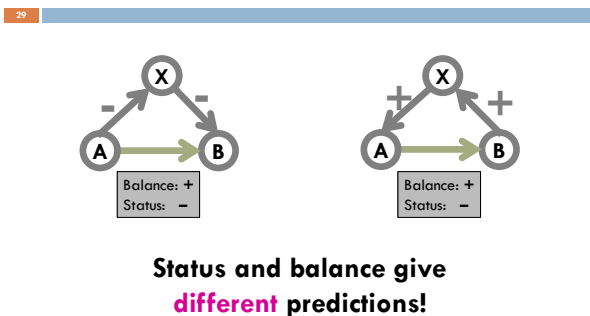 29
X
X
- -
+ +
A B
A B
Balance: +
Status: –
Balance: +
Status: –
Status and balance give
different predictions!